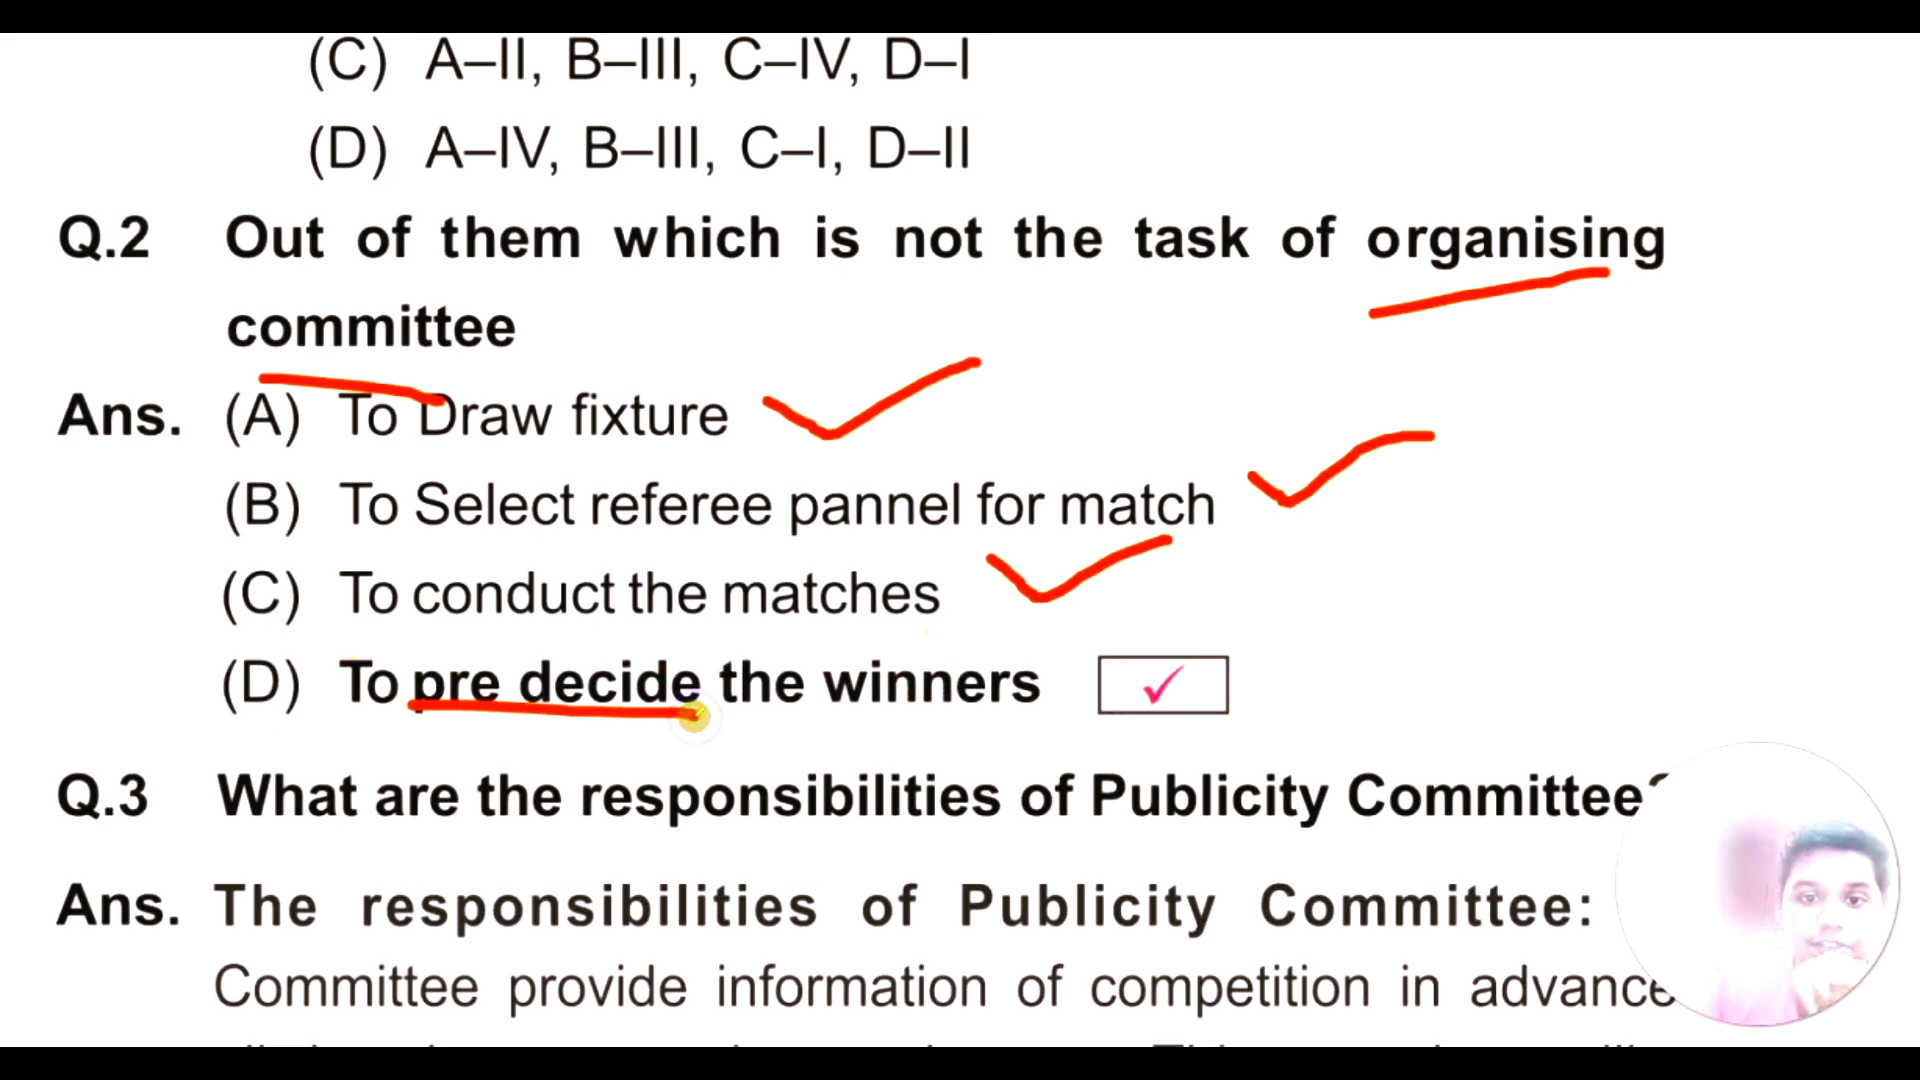 (C) A–II, B–III, C–IV, D–I
(D) A–IV, B–III, C–I, D–II
Q.2 Out of them which is not the task of organising
committee
Ans. (A) To Draw fixture
(B) To Select referee pannel for match
(C) To conduct the matches
(D) To pre decide the winners
Q.3 What are the responsibilities of Publicity Committee?
Ans. The responsibilities of Publicity Committee:
Committee provide information of competition in advance